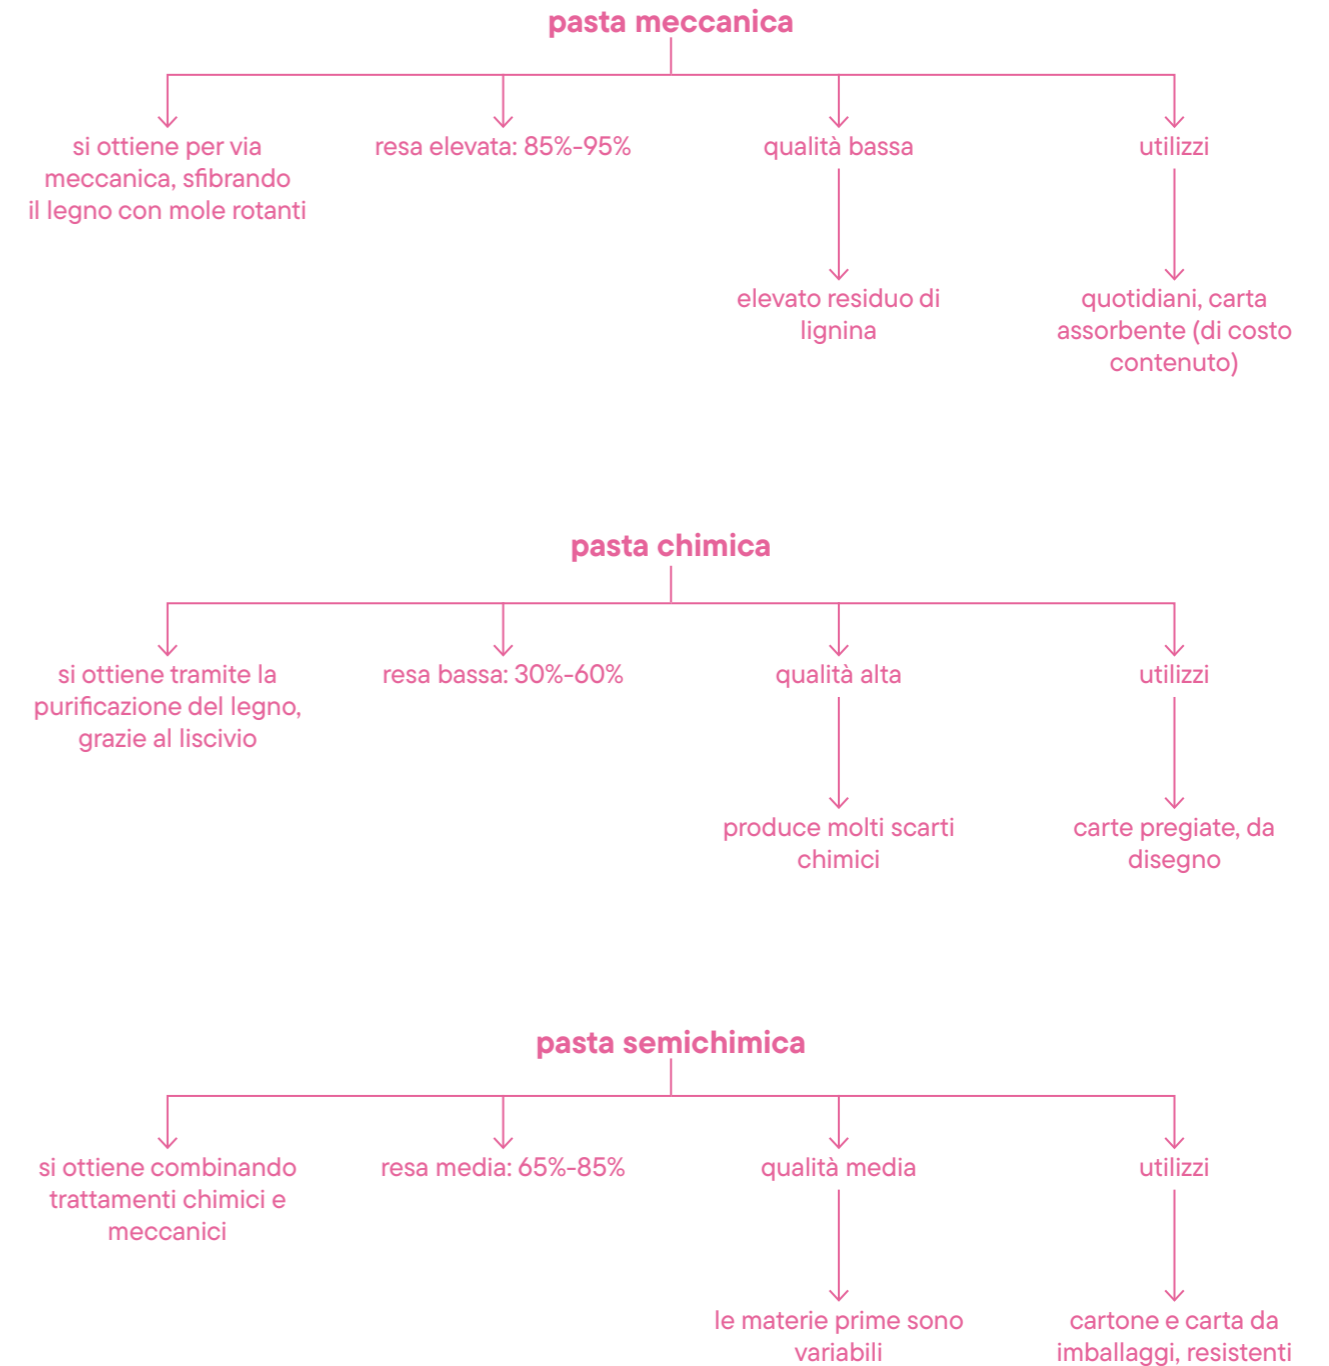 pasta meccanica
si ottiene per via
meccanica, sfibrando
il legno con mole rotanti
resa elevata: 85%-95%
qualità bassa
utilizzi
elevato residuo di
lignina
quotidiani, carta
assorbente (di costo
contenuto)
pasta chimica
si ottiene tramite la
purificazione del legno,
grazie al liscivio
resa bassa: 30%-60%
qualità alta
utilizzi
produce molti scarti
chimici
carte pregiate, da
disegno
pasta semichimica
si ottiene combinando
trattamenti chimici e
meccanici
resa media: 65%-85%
qualità media
utilizzi
le materie prime sono
variabili
cartone e carta da
imballaggi, resistenti